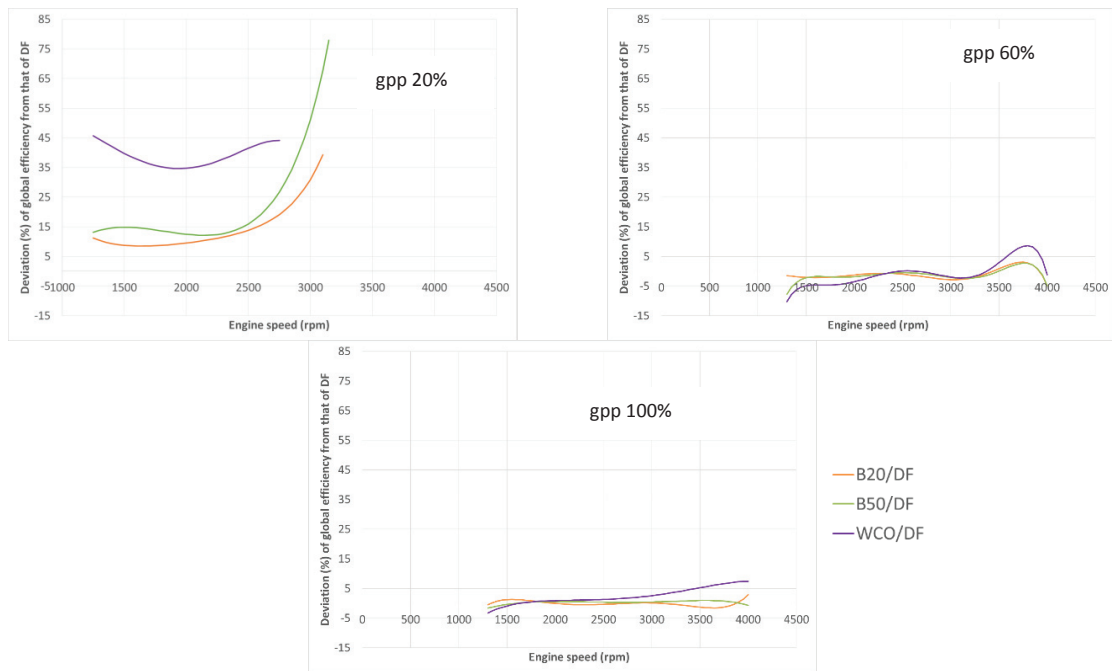 Deviation (%) of global efficiency from that of DF
85
75
65
55
45
35
25
15
5
-5
-15
1000 1500 2000 2500 3000 3500 4000 4500
Engine speed (rpm)
gpp 20%
Deviation (%) of global efficiency from that of DF
85
75
65
55
45
35
25
15
5
-5
-15
0 500 1000 1500 2000 2500 3000 3500 4000 4500
Engine speed (rpm)
gpp 60%
Deviation (%) of global efficiency from that of DF
85
75
65
55
45
35
25
15
5
-5
-15
0 500 1000 1500 2000 2500 3000 3500 4000 4500
Engine speed (rpm)
gpp 100%
B20/DF
B50/DF
WCO/DF